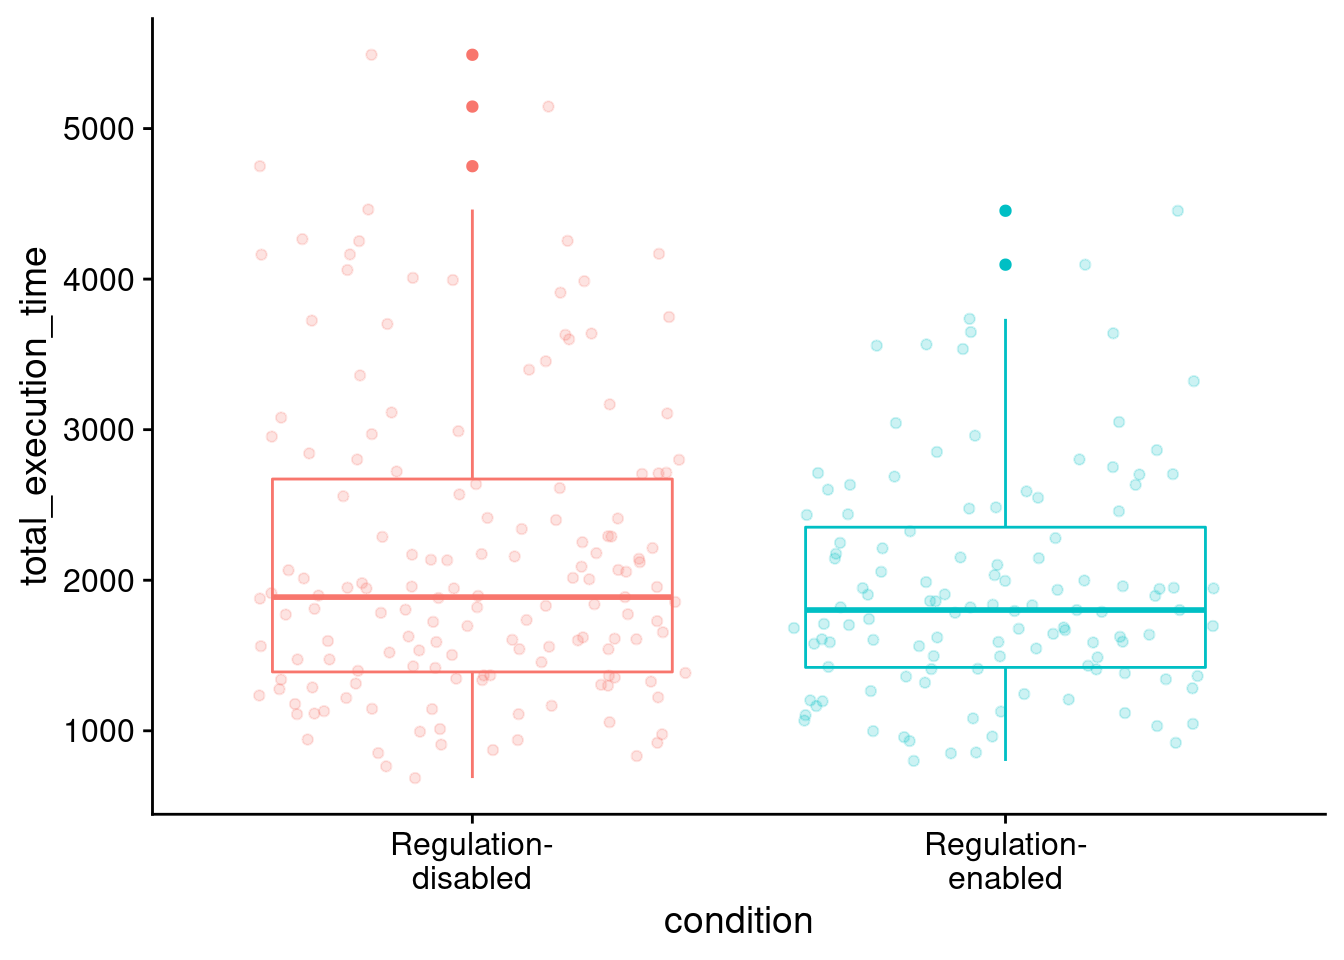 5000
4000
3000
2000
1000
total_execution_time
Regulation-
disabled
Regulation-
enabled
condition